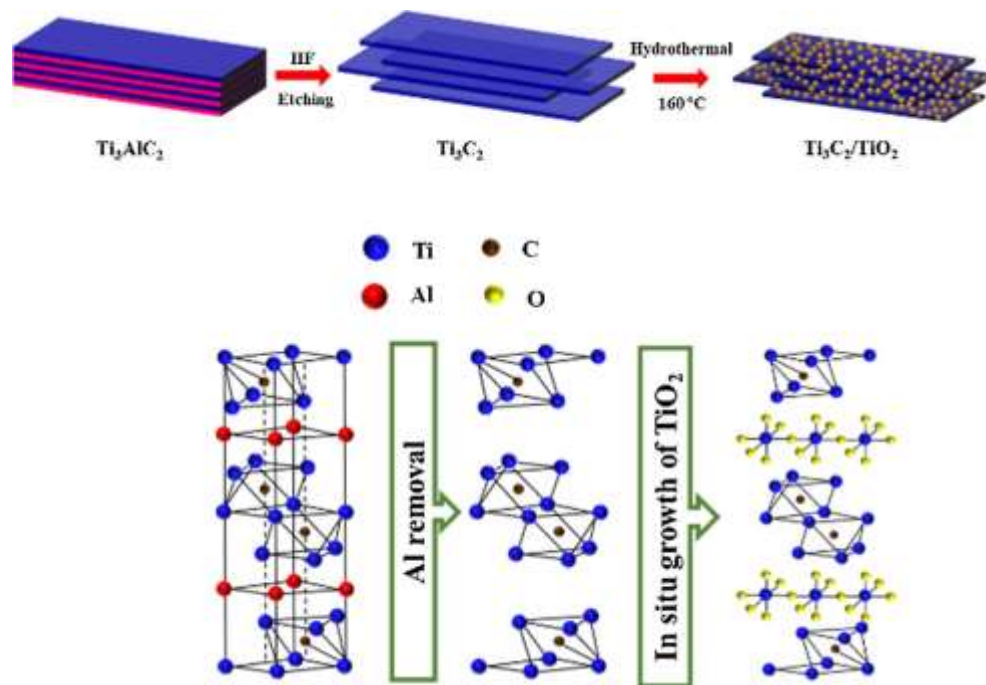 HF
Etching
Hydrothermal
160 °C
Ti₃AlC₂
Ti₃C₂
Ti₃C₂/TiO₂
Ti
C
Al
O
Al removal
In situ growth of TiO₂